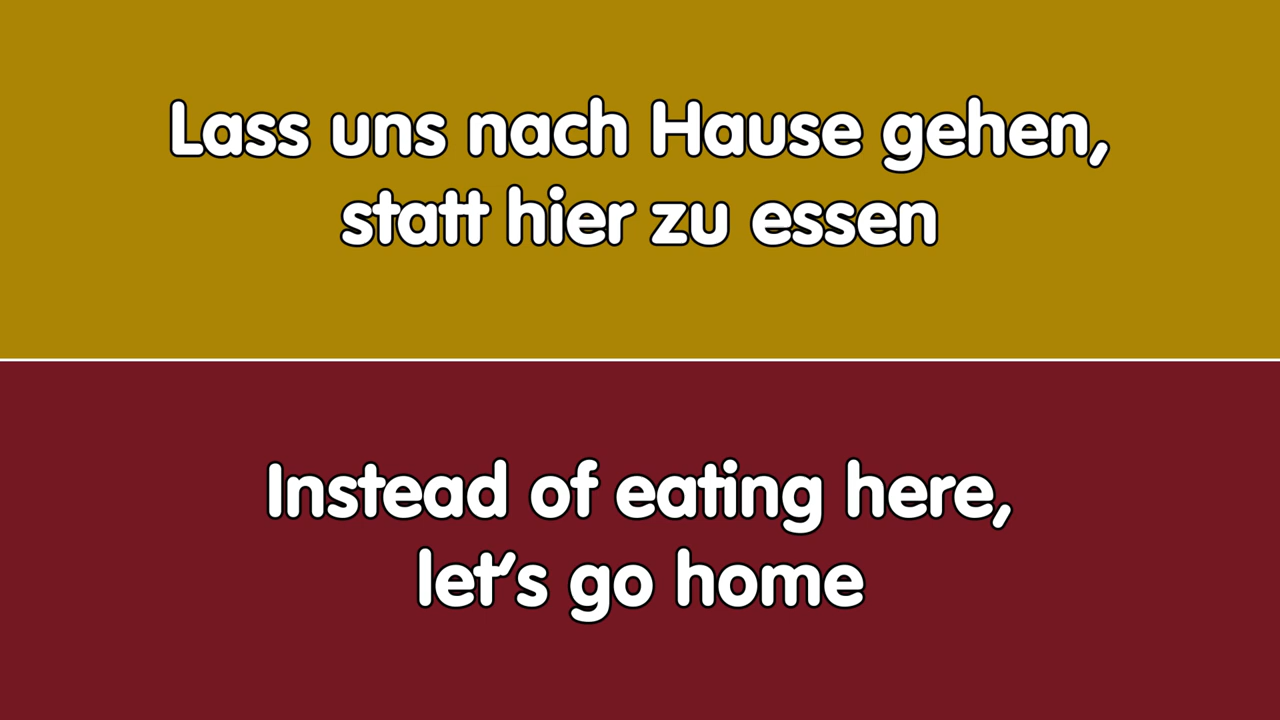 Lass uns nach Hause gehen,
statt hier zu essen
Instead of eating here,
let's go home